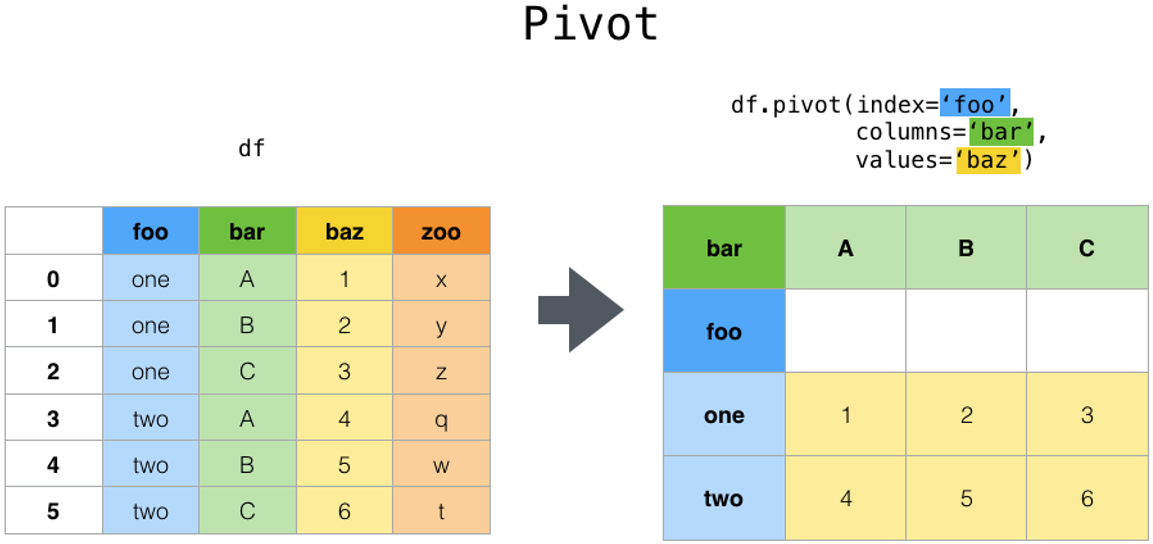 Pivot
df
df.pivot(index=‘foo’,
columns=‘bar’,
values=‘baz’)
foo bar baz zoo
0 one A 1 x
1 one B 2 y
2 one C 3 z
3 two A 4 q
4 two B 5 w
5 two C 6 t
bar A B C
foo
one 1 2 3
two 4 5 6